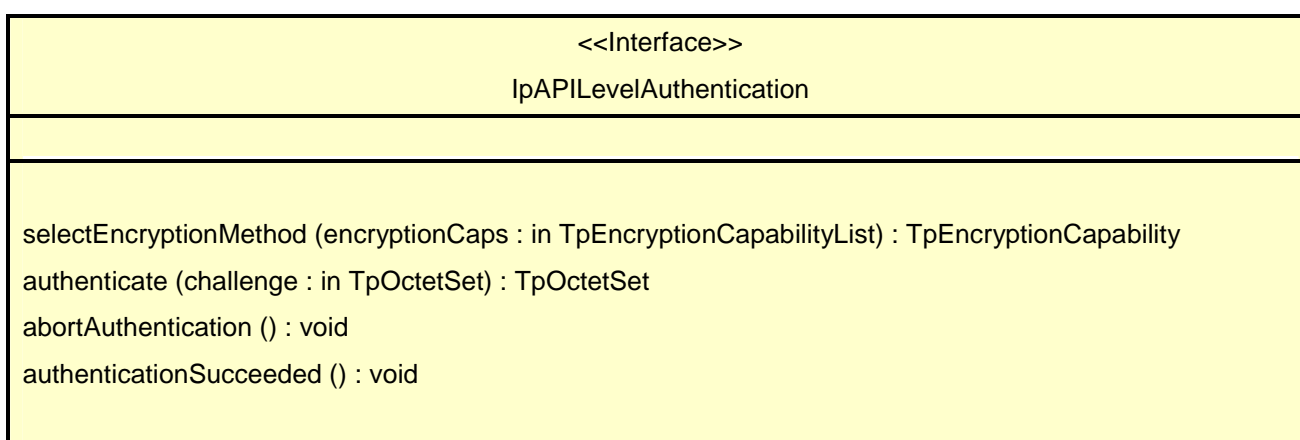 <<Interface>>
IpAPILevelAuthentication
selectEncryptionMethod (encryptionCaps : in TpEncryptionCapabilityList) : TpEncryptionCapability
authenticate (challenge : in TpOctetSet) : TpOctetSet
abortAuthentication () : void
authenticationSucceeded () : void